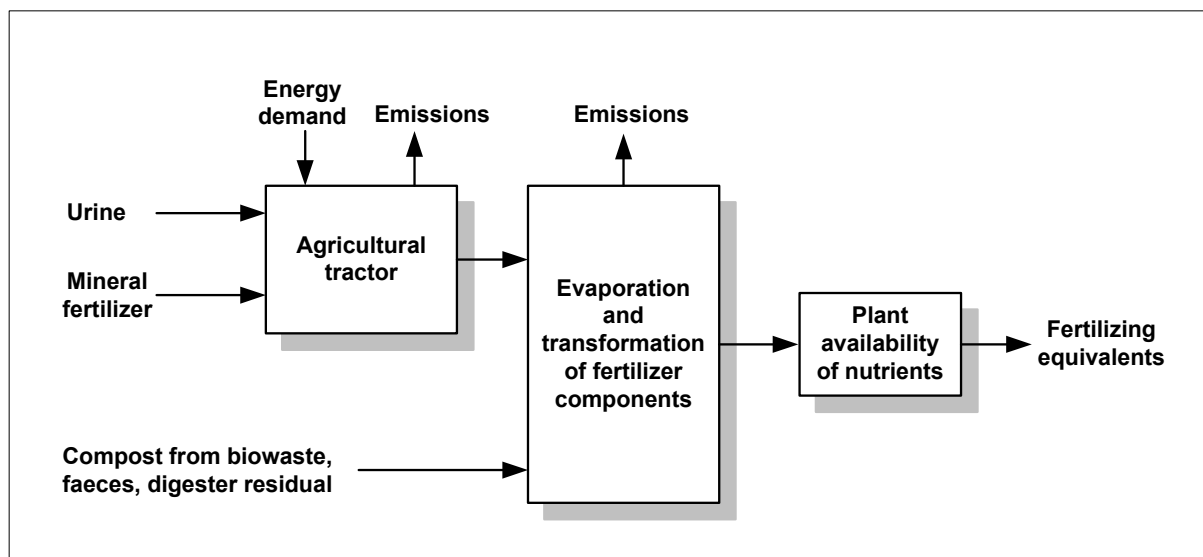 Energy
demand
Emissions
Emissions
Urine
Mineral
fertilizer
Agricultural
tractor
Evaporation
and
transformation
of fertilizer
components
Plant
availability
of nutrients
Fertilizing
equivalents
Compost from biowaste,
faeces, digester residual